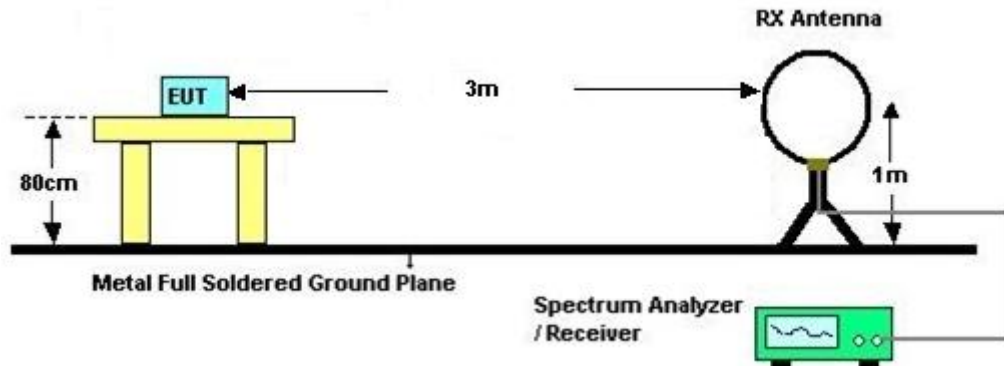 RX Antenna
EUT
3m
80cm
1m
Metal Full Soldered Ground Plane
Spectrum Analyzer
/ Receiver